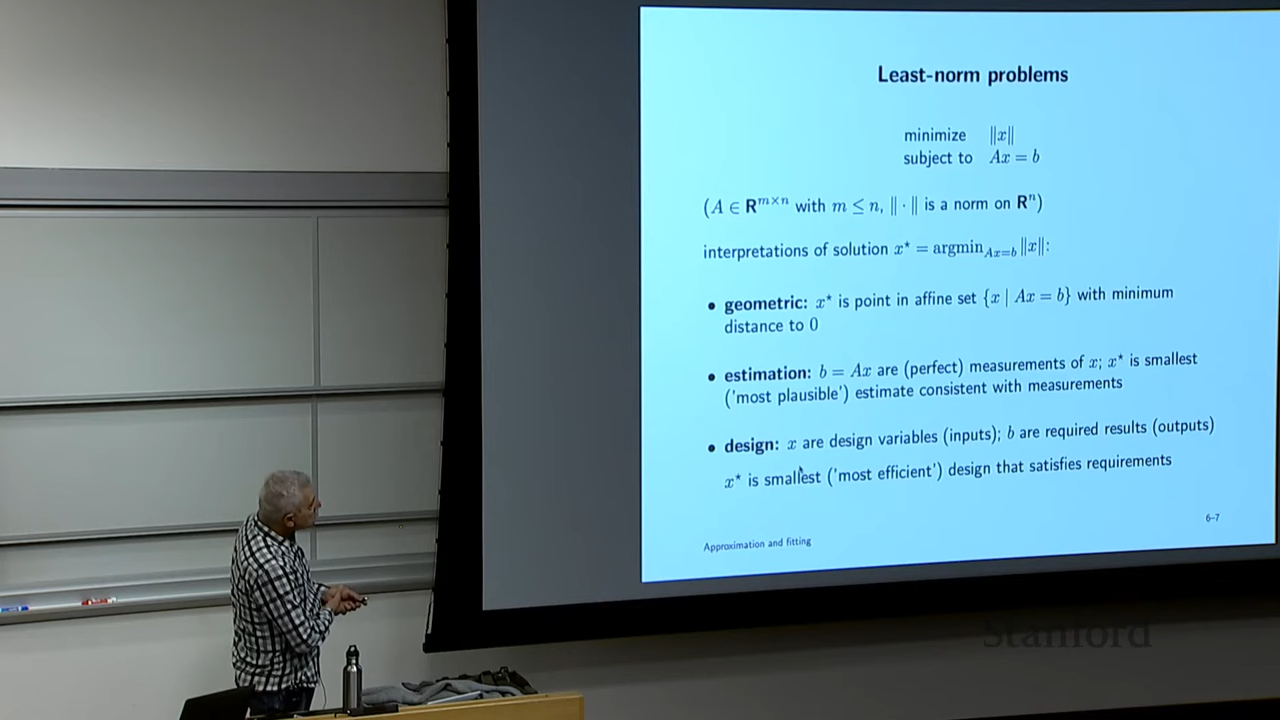 Least-norm problems
minimize ‖x‖
subject to Ax = b
(A ∈ R^{m×n} with m ≤ n, ‖ · ‖ is a norm on R^n)
interpretations of solution x⋆ = argmin_{Ax=b} ‖x‖:
• geometric: x⋆ is point in affine set {x | Ax = b} with minimum
distance to 0
• estimation: b = Ax are (perfect) measurements of x; x⋆ is smallest
('most plausible') estimate consistent with measurements
• design: x are design variables (inputs); b are required results (outputs)
x⋆ is smallest ('most efficient') design that satisfies requirements
Approximation and fitting
6–7
Stanford